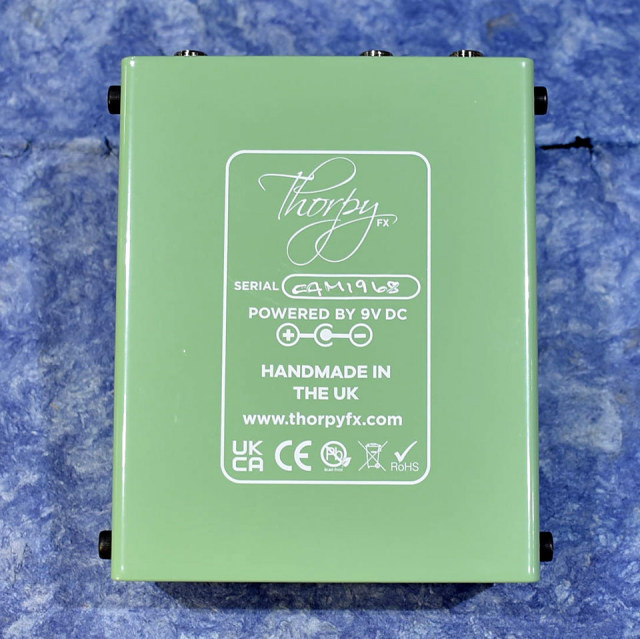 Thorpy FX
SERIAL CAM1968
POWERED BY 9V DC
HANDMADE IN
THE UK
www.thorpyfx.com
UK
CA CE Pb RoHS